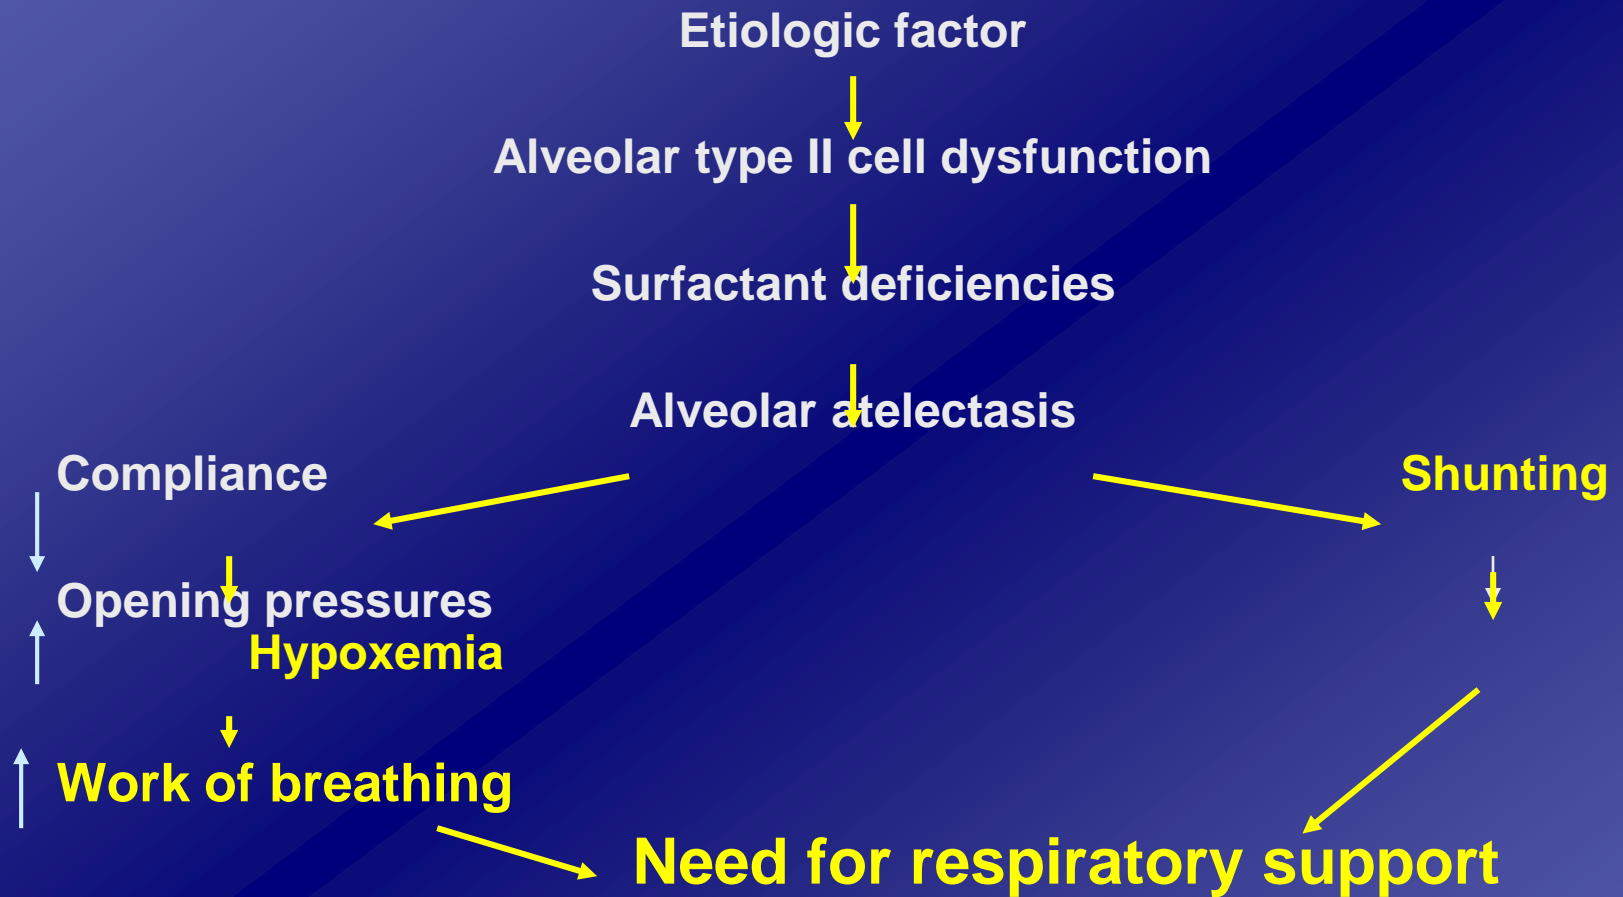 Etiologic factor
Alveolar type II cell dysfunction
Surfactant deficiencies
Alveolar atelectasis
Compliance
Shunting
Opening pressures
Hypoxemia
Work of breathing
Need for respiratory support